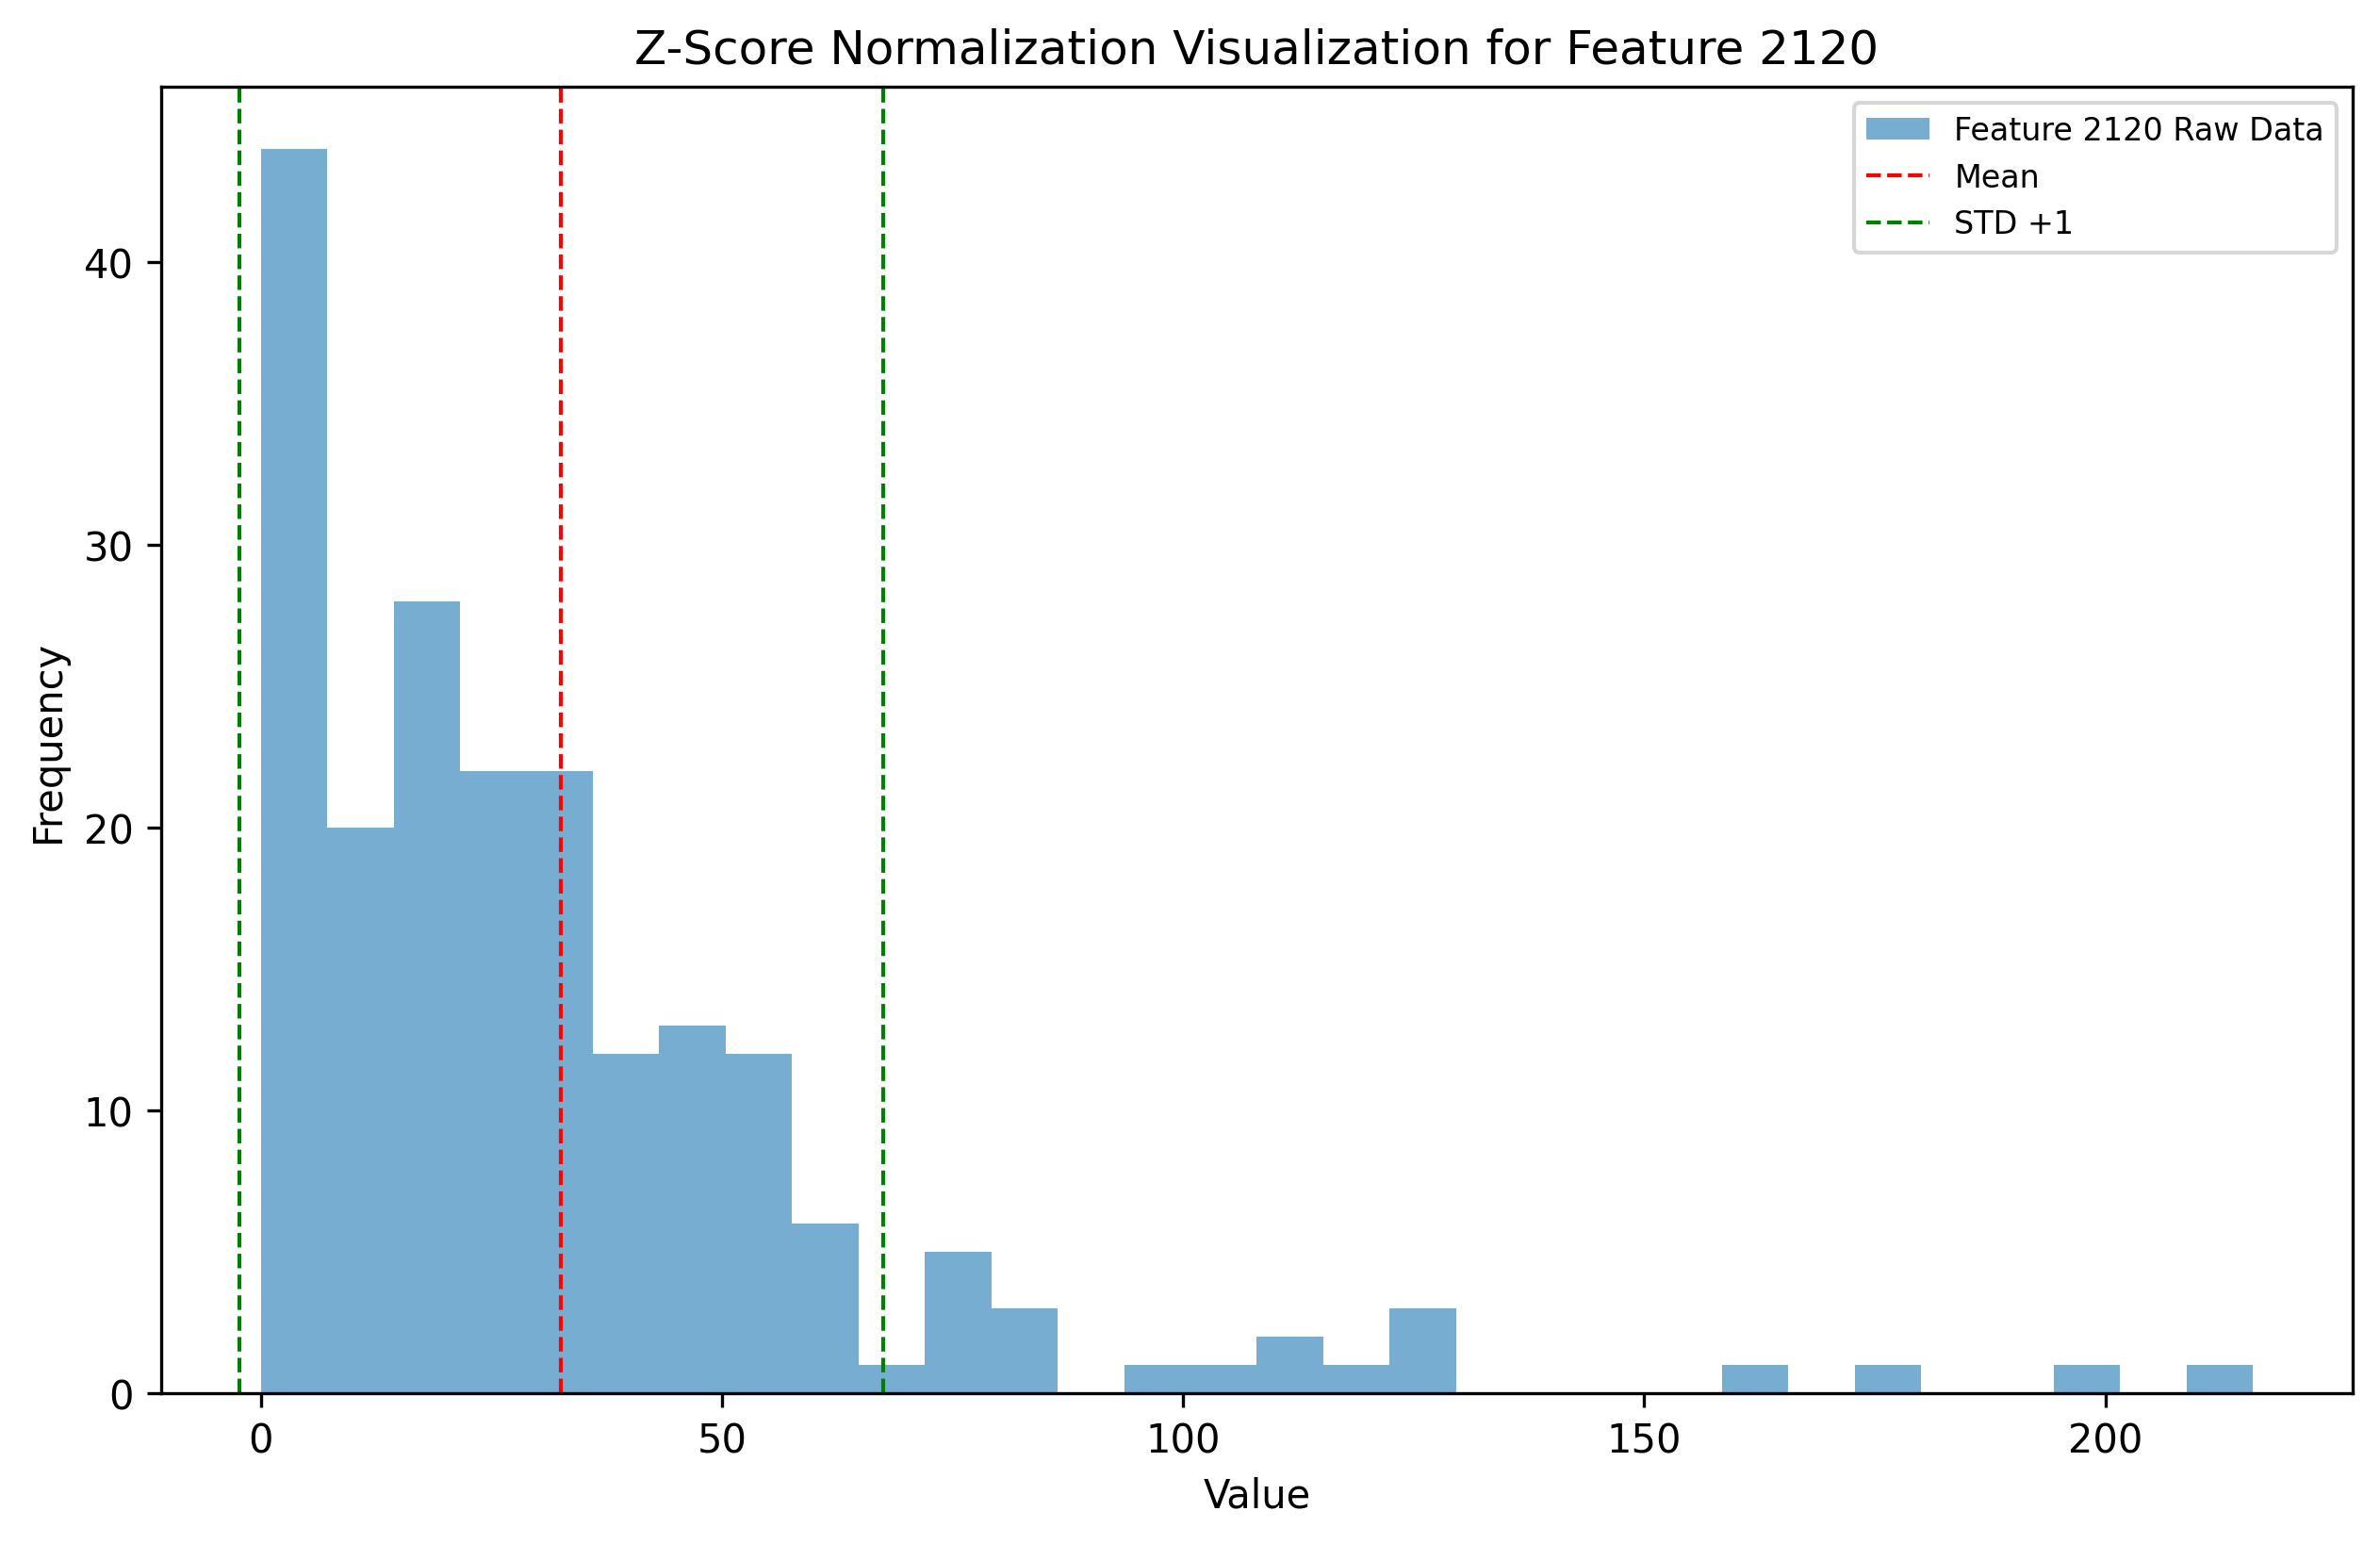 Z-Score Normalization Visualization for Feature 2120
Feature 2120 Raw Data
Mean
STD +1
Frequency
40
30
20
10
0
0 50 100 150 200
Value